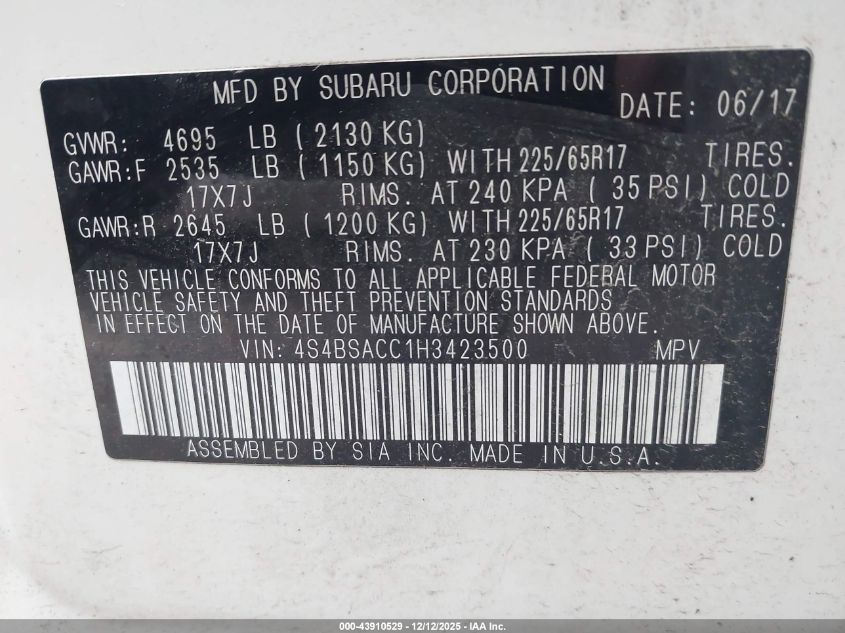 MFD BY SUBARU CORPORATION
DATE: 06/17
GVWR: 4695 LB ( 2130 KG)
GAWR:F 2535 LB ( 1150 KG) WITH 225/65R17 TIRES.
17X7J RIMS. AT 240 KPA ( 35 PSI) COLD
GAWR:R 2645 LB ( 1200 KG) WITH 225/65R17 TIRES.
17X7J RIMS. AT 230 KPA ( 33 PSI) COLD
THIS VEHICLE CONFORMS TO ALL APPLICABLE FEDERAL MOTOR
VEHICLE SAFETY AND THEFT PREVENTION STANDARDS
IN EFFECT ON THE DATE OF MANUFACTURE SHOWN ABOVE.
VIN: 4S4BSACC1H3423500 MPV
ASSEMBLED BY SIA INC. MADE IN U.S.A.
000-43910529 - 12/12/2025 - IAA Inc.